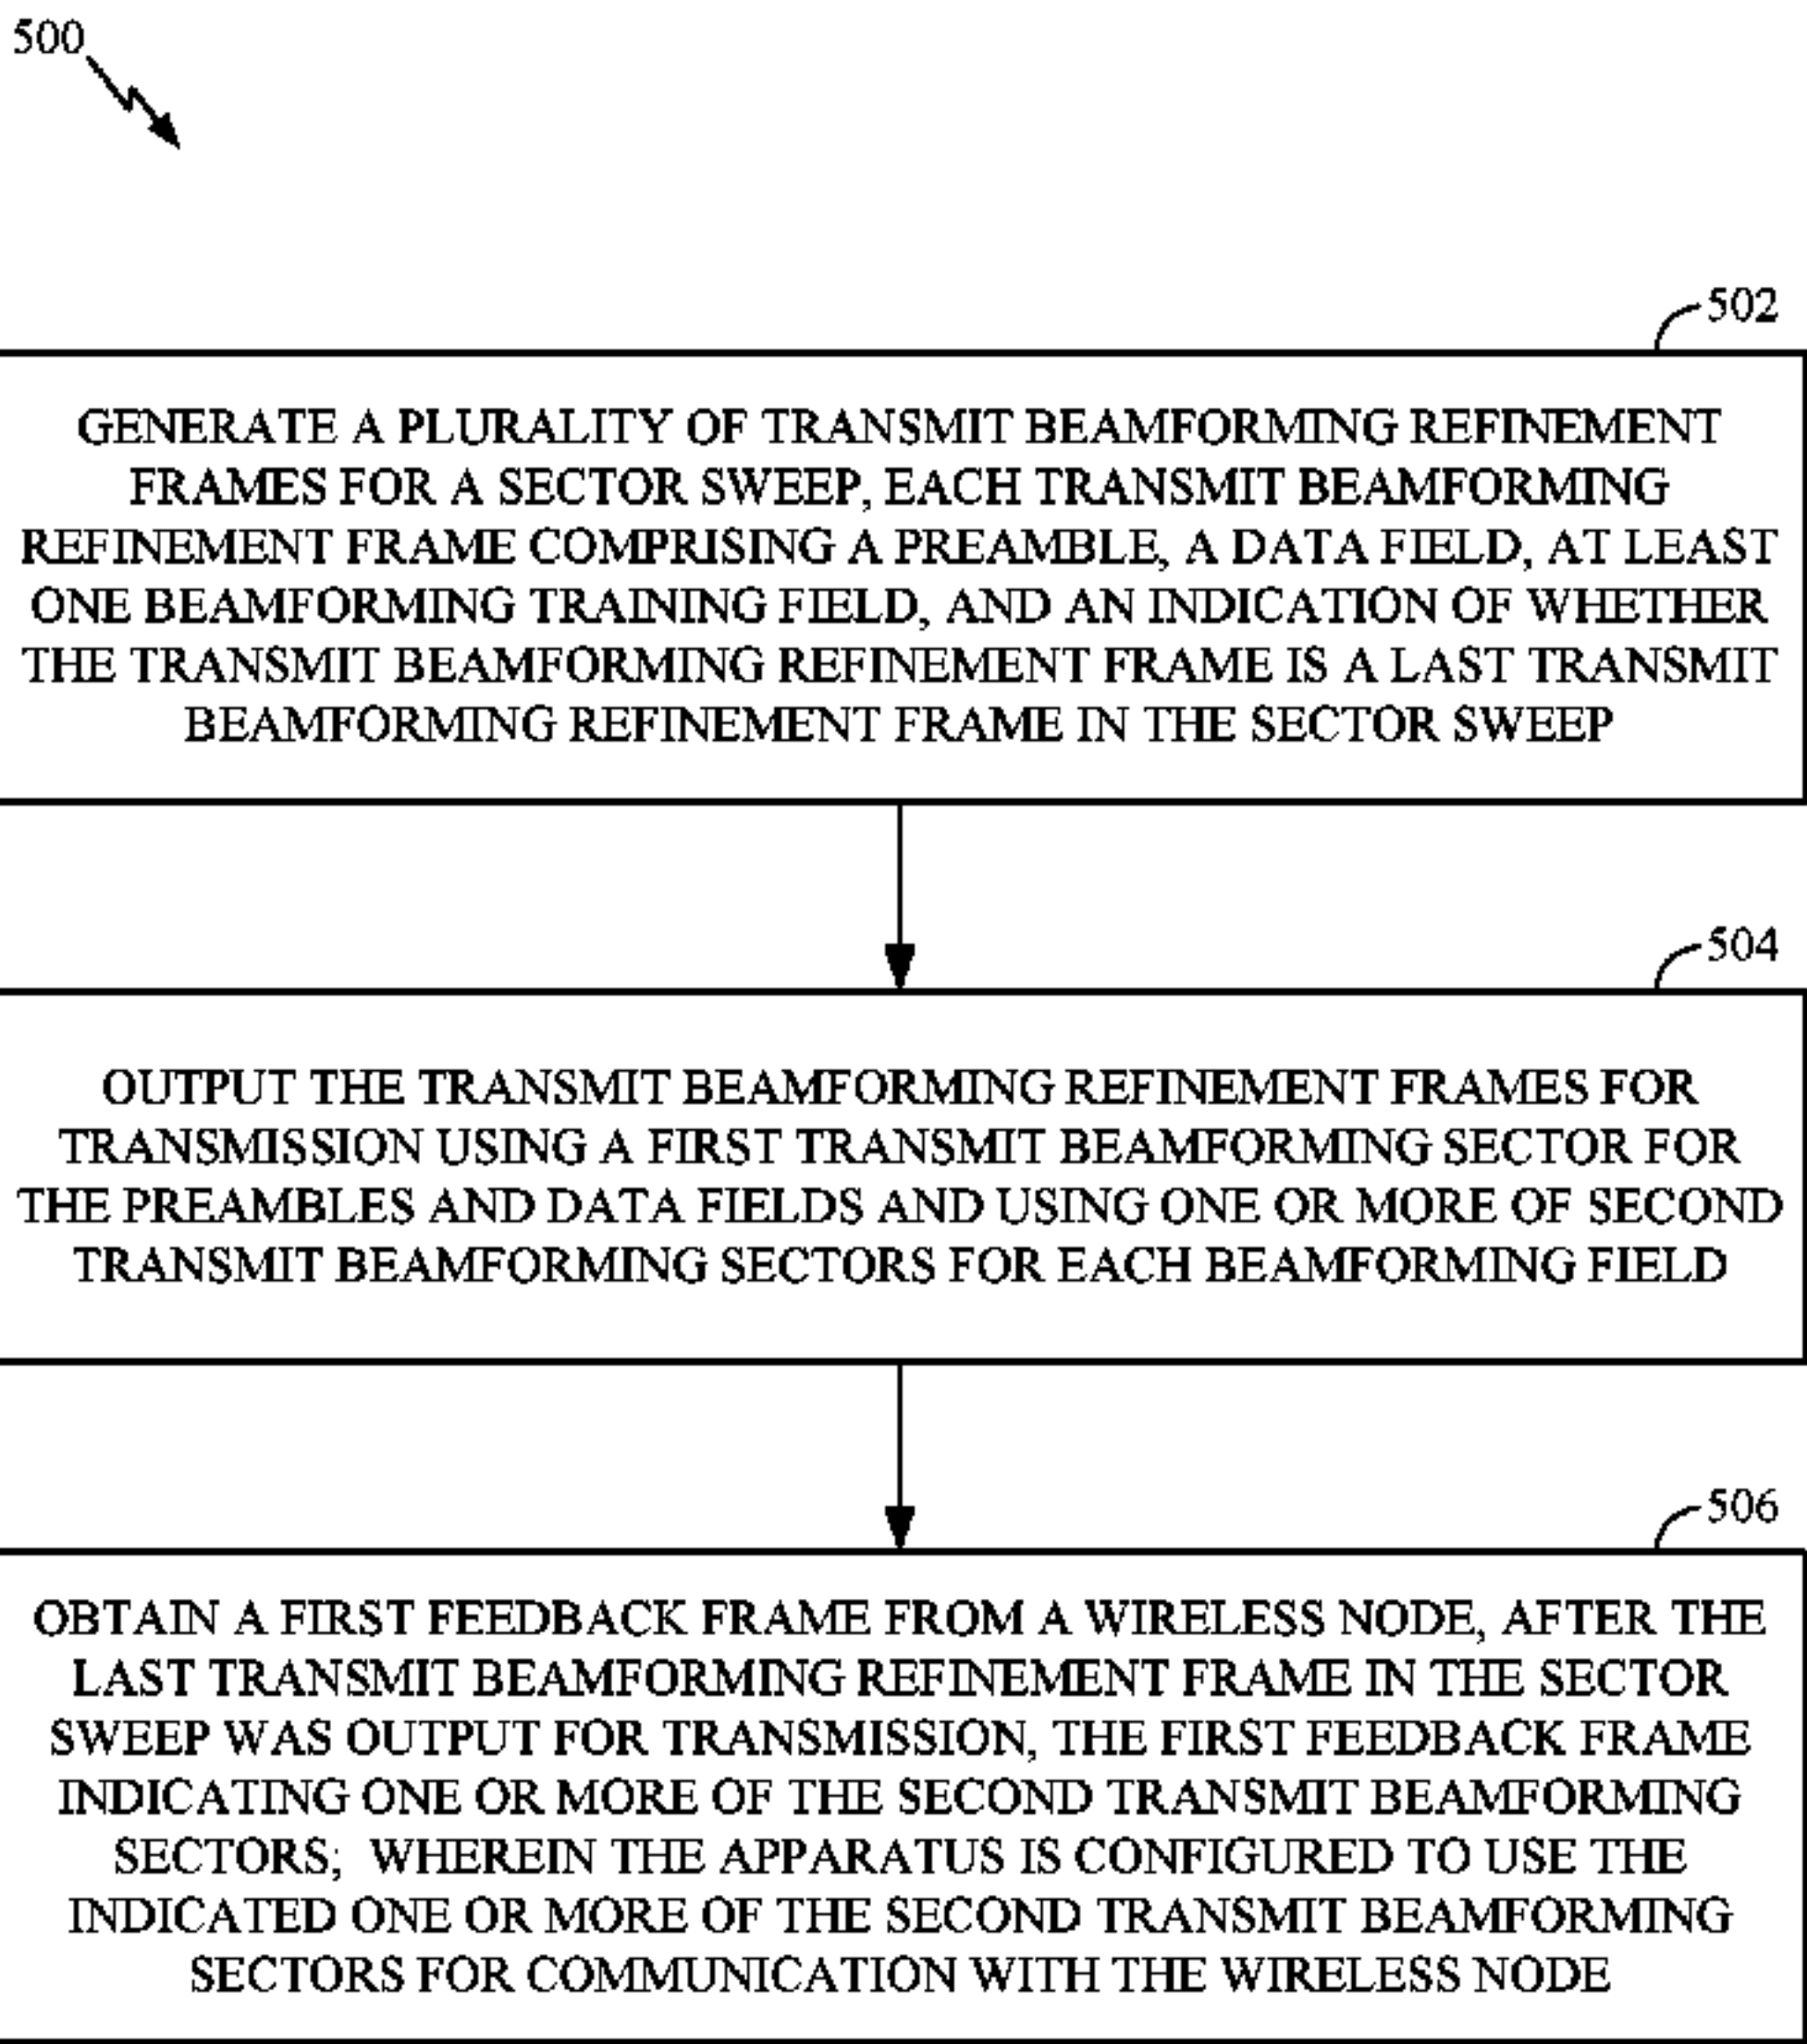 500
502
GENERATE A PLURALITY OF TRANSMIT BEAMFORMING REFINEMENT
FRAMES FOR A SECTOR SWEEP, EACH TRANSMIT BEAMFORMING
REFINEMENT FRAME COMPRISING A PREAMBLE, A DATA FIELD, AT LEAST
ONE BEAMFORMING TRAINING FIELD, AND AN INDICATION OF WHETHER
THE TRANSMIT BEAMFORMING REFINEMENT FRAME IS A LAST TRANSMIT
BEAMFORMING REFINEMENT FRAME IN THE SECTOR SWEEP
504
OUTPUT THE TRANSMIT BEAMFORMING REFINEMENT FRAMES FOR
TRANSMISSION USING A FIRST TRANSMIT BEAMFORMING SECTOR FOR
THE PREAMBLES AND DATA FIELDS AND USING ONE OR MORE OF SECOND
TRANSMIT BEAMFORMING SECTORS FOR EACH BEAMFORMING FIELD
506
OBTAIN A FIRST FEEDBACK FRAME FROM A WIRELESS NODE, AFTER THE
LAST TRANSMIT BEAMFORMING REFINEMENT FRAME IN THE SECTOR
SWEEP WAS OUTPUT FOR TRANSMISSION, THE FIRST FEEDBACK FRAME
INDICATING ONE OR MORE OF THE SECOND TRANSMIT BEAMFORMING
SECTORS; WHEREIN THE APPARATUS IS CONFIGURED TO USE THE
INDICATED ONE OR MORE OF THE SECOND TRANSMIT BEAMFORMING
SECTORS FOR COMMUNICATION WITH THE WIRELESS NODE